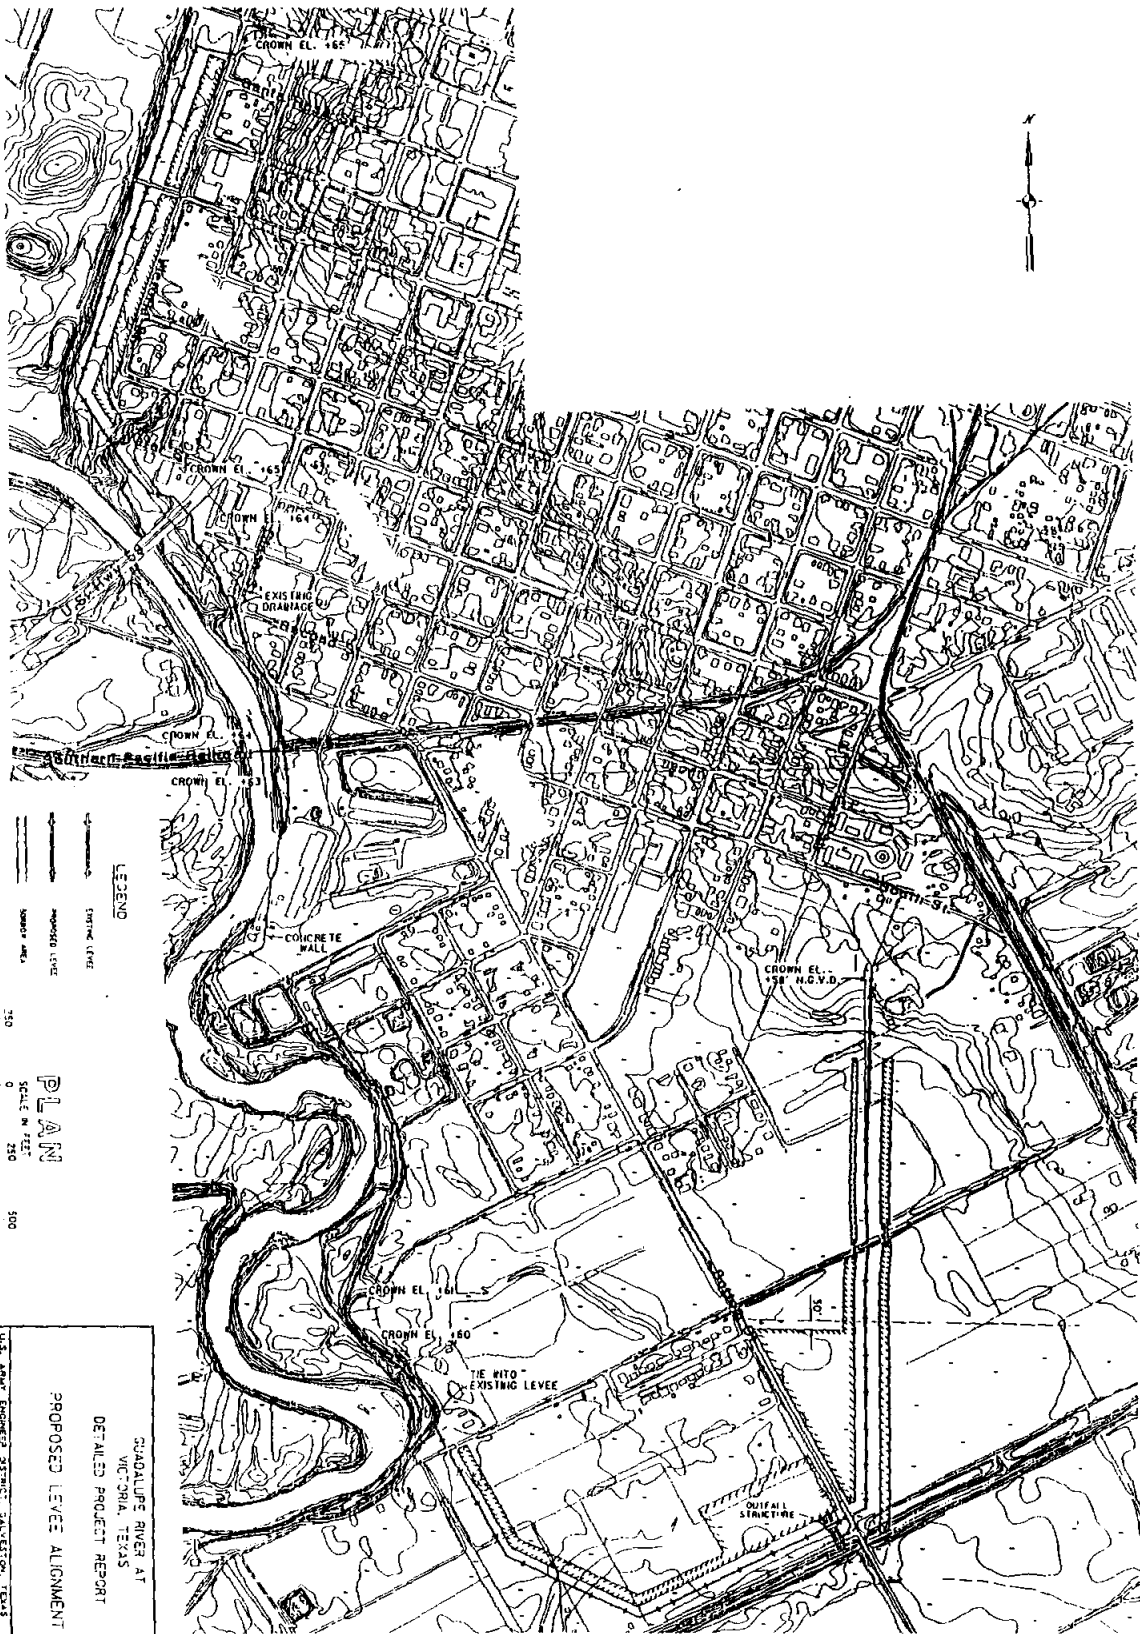 CROWN EL. +65
N
CROWN EL. +65
CROWN EL. +64
EXISTING
DRAINAGE
CROWN EL. +64
Southern Pacific
CROWN EL. +63
CONCRETE
WALL
South St.
CROWN EL.
+58' N.G.V.D.
LEGEND
EXISTING LEVEE
PROPOSED LEVEE
BORROW AREA
PLAN
SCALE IN FEET
250 0 250 500
CROWN EL. +61
CROWN EL. +60
TIE INTO
EXISTING LEVEE
50'
OUTFALL
STRUCTURE
GUADALUPE RIVER AT
VICTORIA, TEXAS
DETAILED PROJECT REPORT
PROPOSED LEVEE ALIGNMENT
U.S. ARMY ENGINEER DISTRICT, GALVESTON, TEXAS